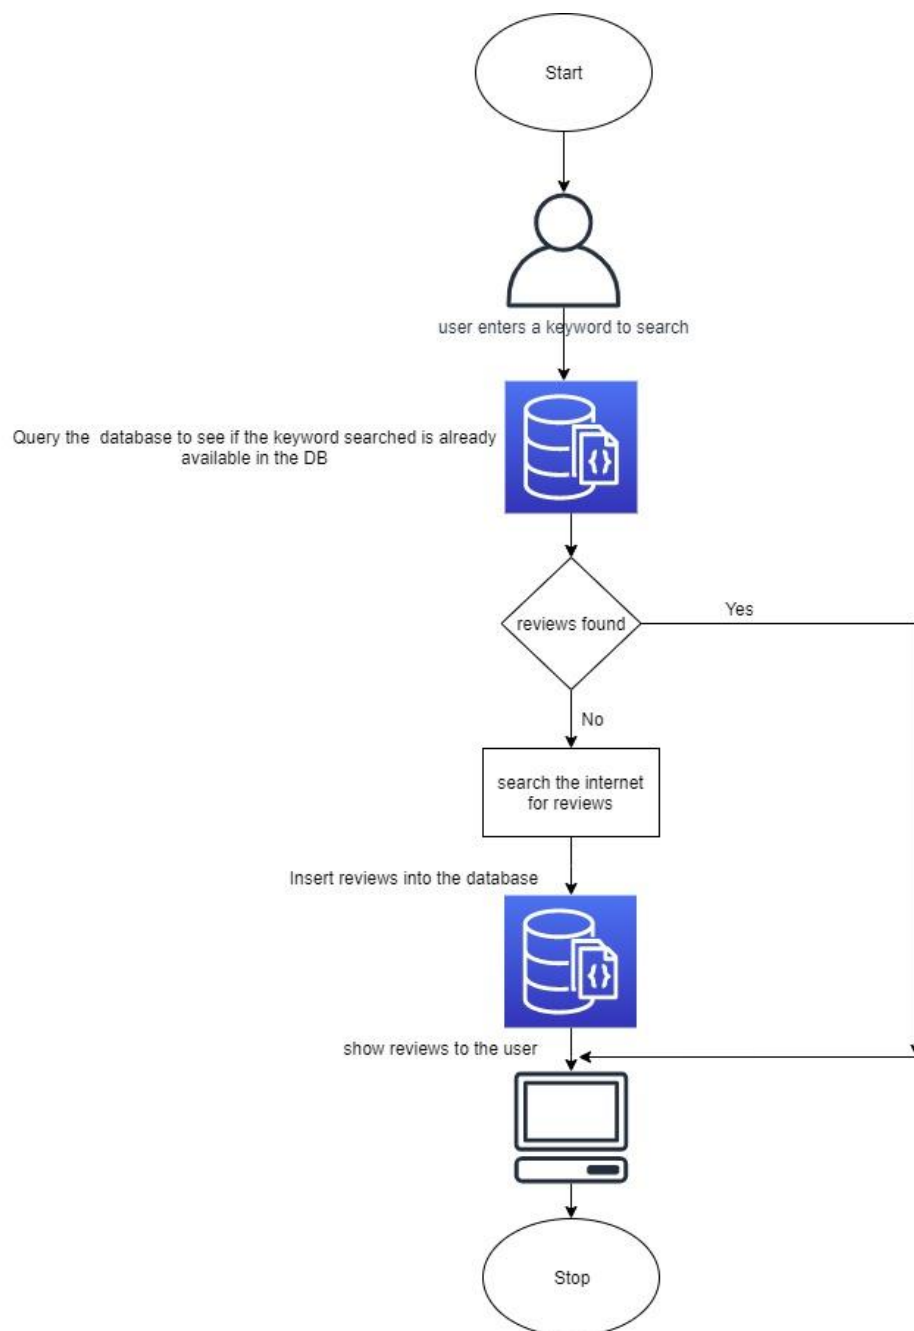 Start
user enters a keyword to search
Query the  database to see if the keyword searched is already
available in the DB
{}
reviews found
Yes
No
search the internet
for reviews
Insert reviews into the database
{}
show reviews to the user
Stop